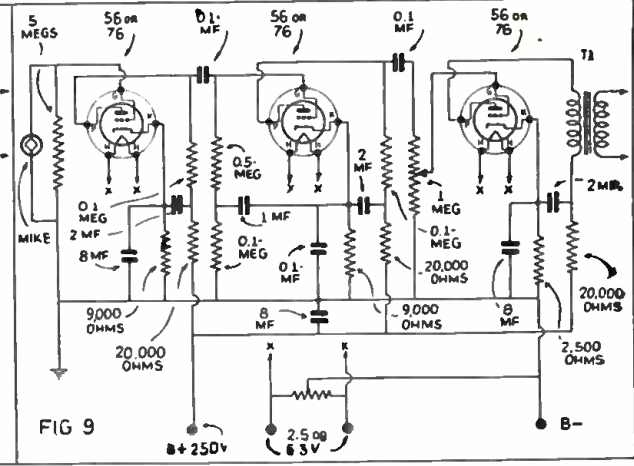 5
MEGS
56 OR
76
0.1-
MF
56 OR
76
0.1
MF
56 OR
76
T1
MIKE
0.1
MEG
2 MF
8 MF
0.5-
MEG
1 MF
0.1-
MEG
0.1-
MF
2
MF
1
MEG
0.1-
MEG
2 MF
9,000
OHMS
20,000
OHMS
8
MF
9,000
OHMS
20,000
OHMS
8
MF
2,500
OHMS
20,000
OHMS
G
P
K
H
H
X
X
G
P
K
H
H
X
X
G
P
K
H
H
X
X
X
X
FIG 9
B+ 250V
2.5 OR
6.3V
B-